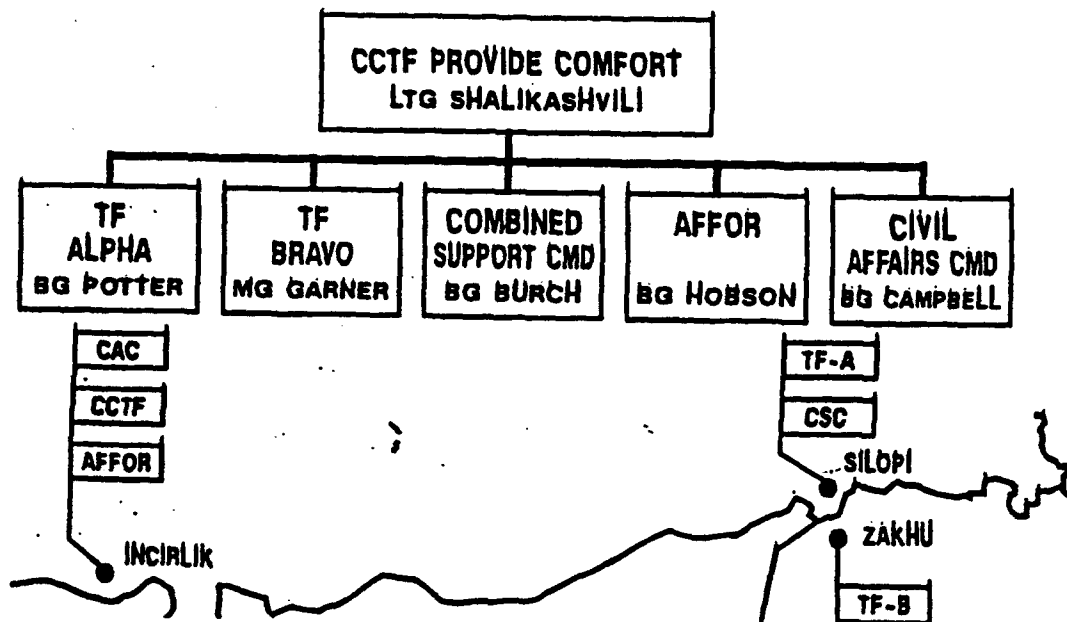 CCTF PROVIDE COMFORT
LTG SHALIKASHVILI
TF
ALPHA
BG POTTER
TF
BRAVO
MG GARNER
COMBINED
SUPPORT CMD
BG BURCH
AFFOR
BG HOBSON
CIVIL
AFFAIRS CMD
BG CAMPBELL
CAC
CCTF
AFFOR
INCIRLIK
TF-A
CSC
SILOPI
ZAKHU
TF-B